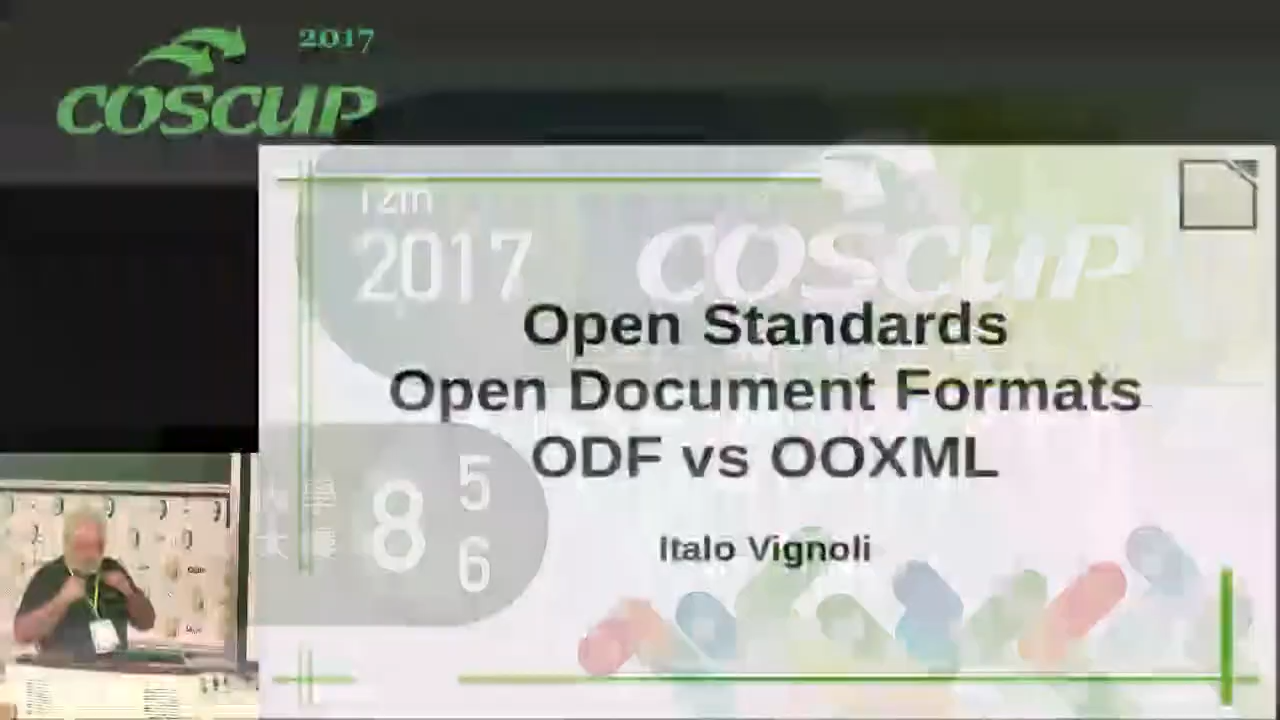 2017
COSCUP
12th
2017
COSCUP
Open Standards
Open Document Formats
ODF vs OOXML
8
5
6
Italo Vignoli